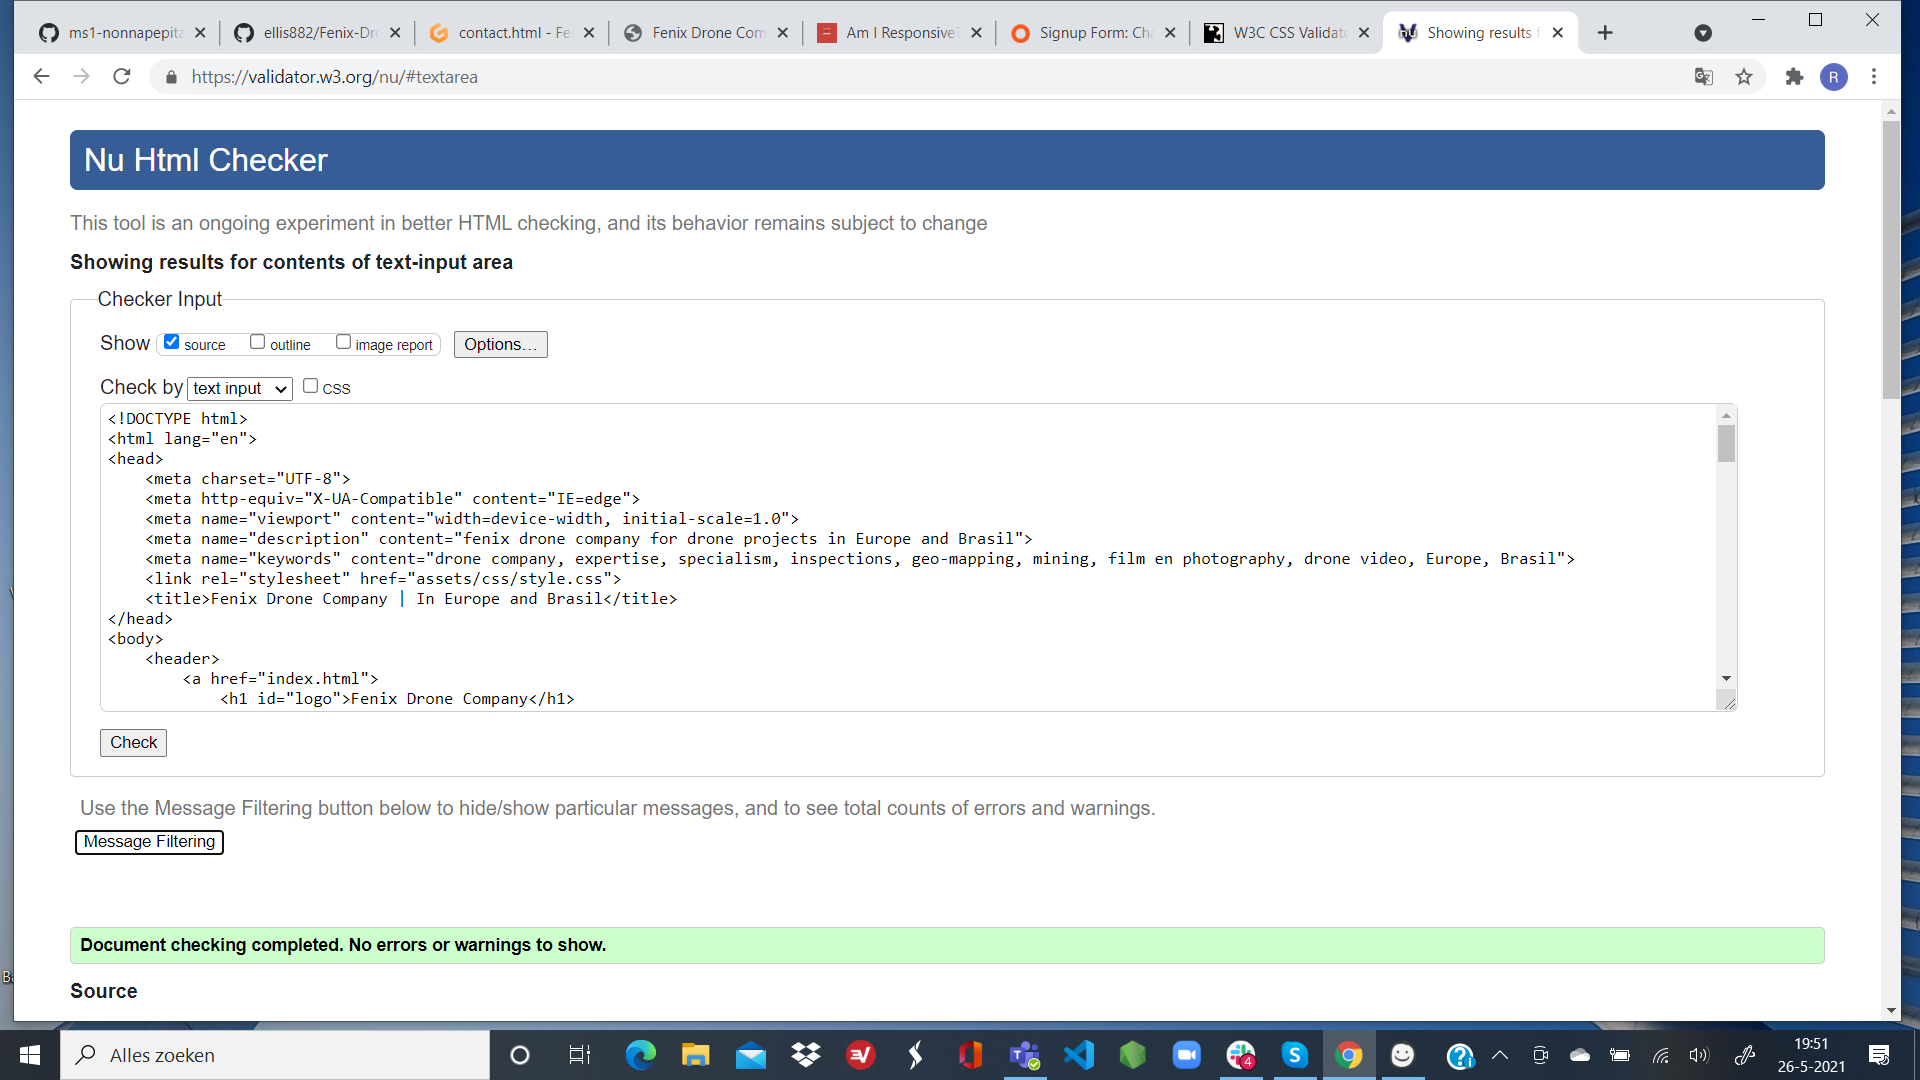 ms1-nonnapepita
ellis882/Fenix-Dr
contact.html - Fe
Fenix Drone Com
Am I Responsive?
Signup Form: Cha
W3C CSS Validato
Showing results f
https://validator.w3.org/nu/#textarea
R
Nu Html Checker
This tool is an ongoing experiment in better HTML checking, and its behavior remains subject to change
Showing results for contents of text-input area
Checker Input
Show source outline image report Options...
Check by text input CSS
<!DOCTYPE html>
<html lang="en">
<head>
<meta charset="UTF-8">
<meta http-equiv="X-UA-Compatible" content="IE=edge">
<meta name="viewport" content="width=device-width, initial-scale=1.0">
<meta name="description" content="fenix drone company for drone projects in Europe and Brasil">
<meta name="keywords" content="drone company, expertise, specialism, inspections, geo-mapping, mining, film en photography, drone video, Europe, Brasil">
<link rel="stylesheet" href="assets/css/style.css">
<title>Fenix Drone Company | In Europe and Brasil</title>
</head>
<body>
<header>
<a href="index.html">
<h1 id="logo">Fenix Drone Company</h1>
Check
Use the Message Filtering button below to hide/show particular messages, and to see total counts of errors and warnings.
Message Filtering
Document checking completed. No errors or warnings to show.
Source
Alles zoeken
4
19:51
26-5-2021